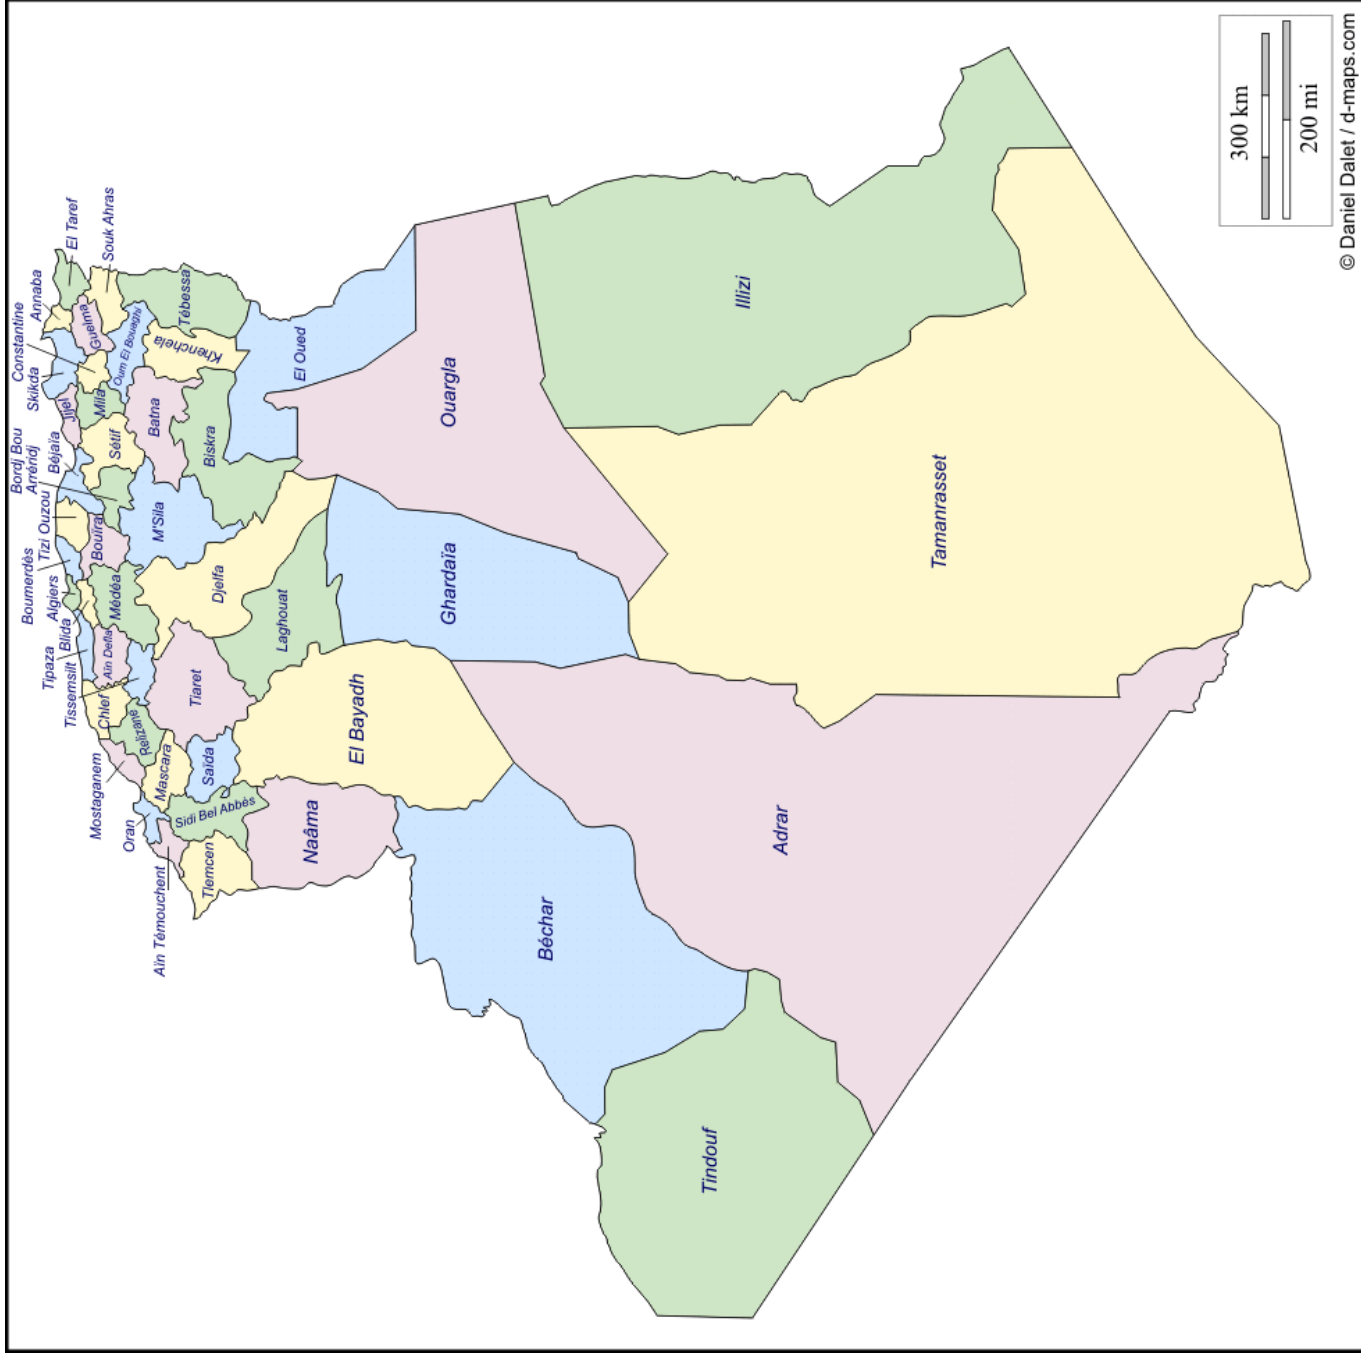 El Taref
Souk Ahras
Annaba
Constantine
Skikda
Guelma
Tébessa
Oum El Bouaghi
Khenchela
Jijel
Mila
Batna
El Oued
Bordj Bou
Arréridj
Béjaïa
Sétif
Biskra
Tizi Ouzou
Boumerdès
Bouira
M'Sila
Algiers
Blida
Médéa
Djelfa
Laghouat
Tipaza
Tissemsilt
Aïn Defla
Chlef
Relizane
Tiaret
Mostaganem
Mascara
Saïda
Oran
Sidi Bel Abbès
Aïn Témouchent
Tlemcen
Naâma
El Bayadh
Ghardaïa
Ouargla
Illizi
Béchar
Adrar
Tamanrasset
Tindouf
300 km
200 mi
© Daniel Dalet / d-maps.com